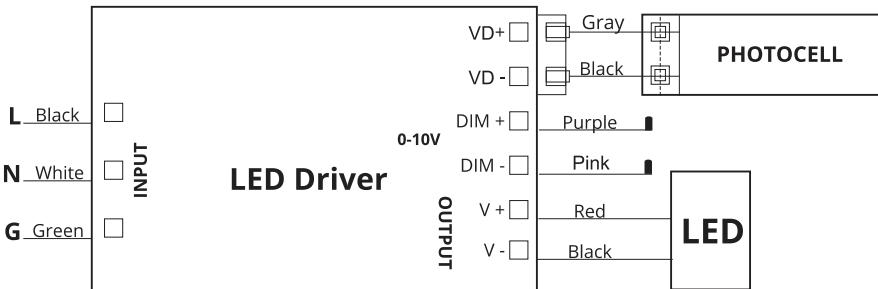 L Black
N White
G Green
INPUT
LED Driver
0-10V
OUTPUT
VD+ Gray
VD - Black
PHOTOCELL
DIM + Purple
DIM - Pink
V + Red
V - Black
LED